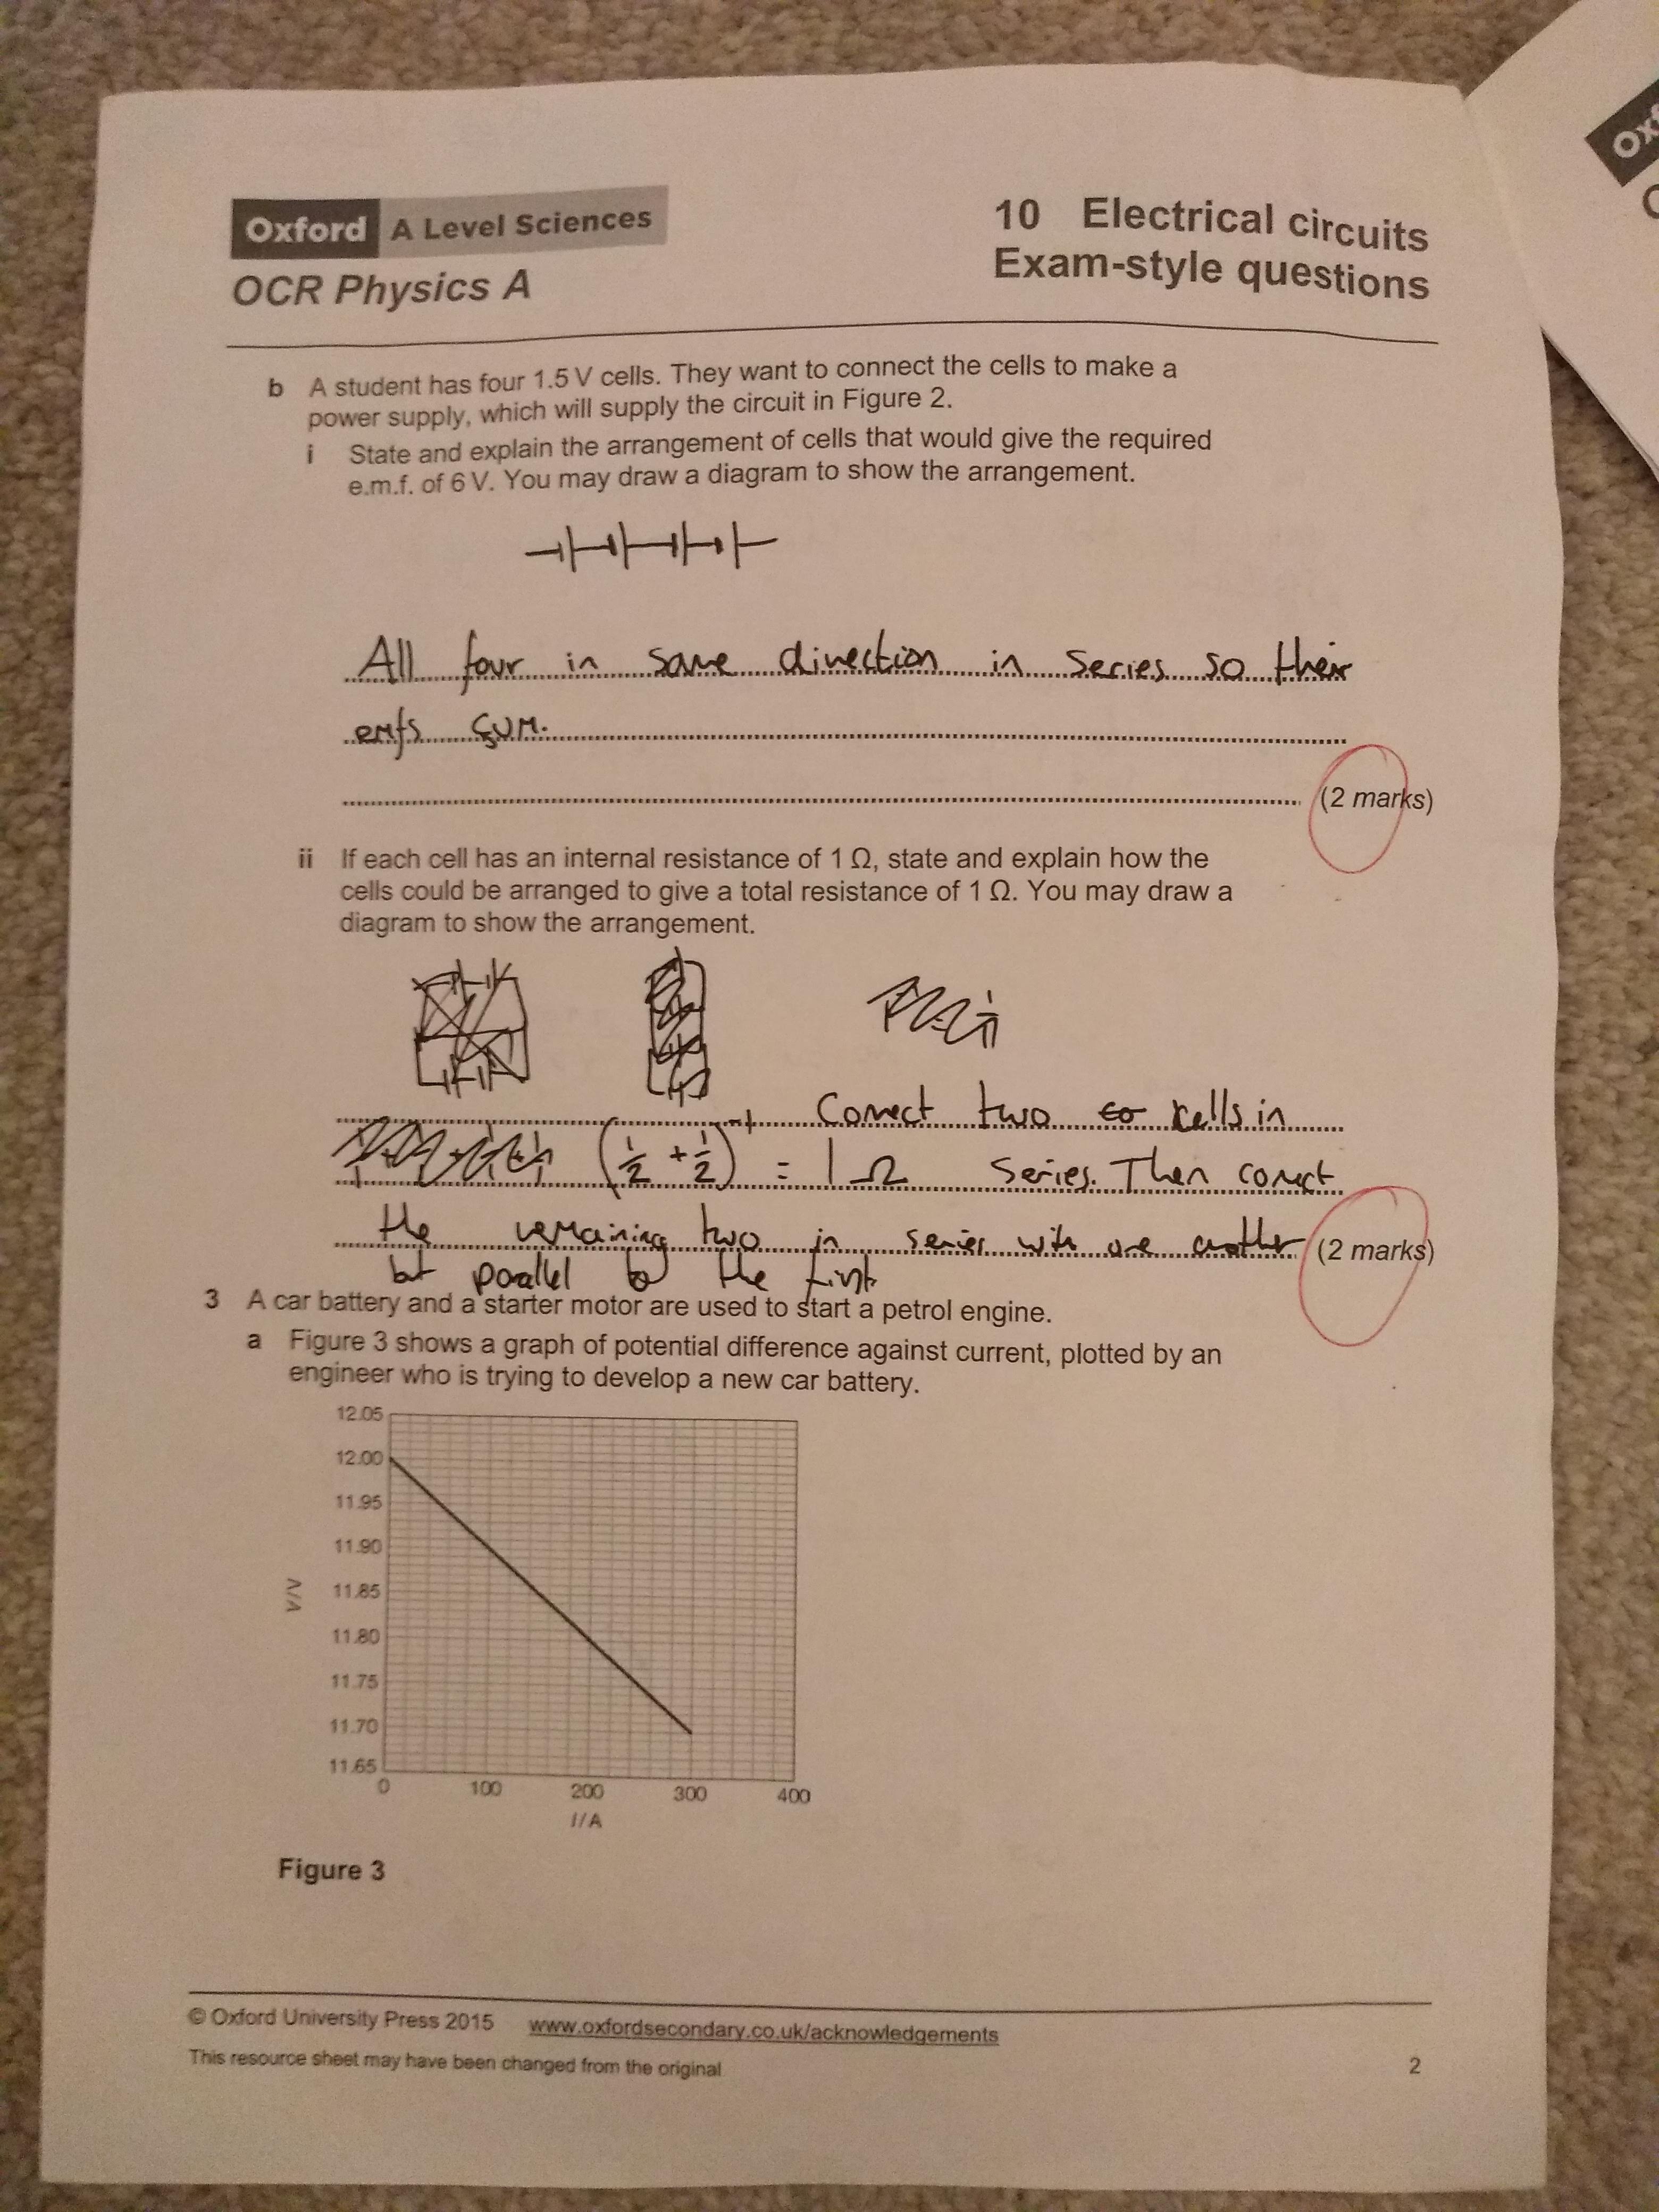 Oxford A Level Sciences
OCR Physics A
10 Electrical circuits
Exam-style questions
b A student has four 1.5 V cells. They want to connect the cells to make a
power supply, which will supply the circuit in Figure 2.
i State and explain the arrangement of cells that would give the required
e.m.f. of 6 V. You may draw a diagram to show the arrangement.
All four in same direction in series so their
emfs sum.
(2 marks)
ii If each cell has an internal resistance of 1 Ω, state and explain how the
cells could be arranged to give a total resistance of 1 Ω. You may draw a
diagram to show the arrangement.
Connect two cells in
(1/2 + 1/2)⁻¹ = 1 Ω series. Then connect
the remaining two in series with one another (2 marks)
but parallel to the first
3 A car battery and a starter motor are used to start a petrol engine.
a Figure 3 shows a graph of potential difference against current, plotted by an
engineer who is trying to develop a new car battery.
12.05
12.00
11.95
11.90
11.85
11.80
11.75
11.70
11.65
V/V
0 100 200 300 400
I/A
Figure 3
© Oxford University Press 2015 www.oxfordsecondary.co.uk/acknowledgements
This resource sheet may have been changed from the original
2
Ox